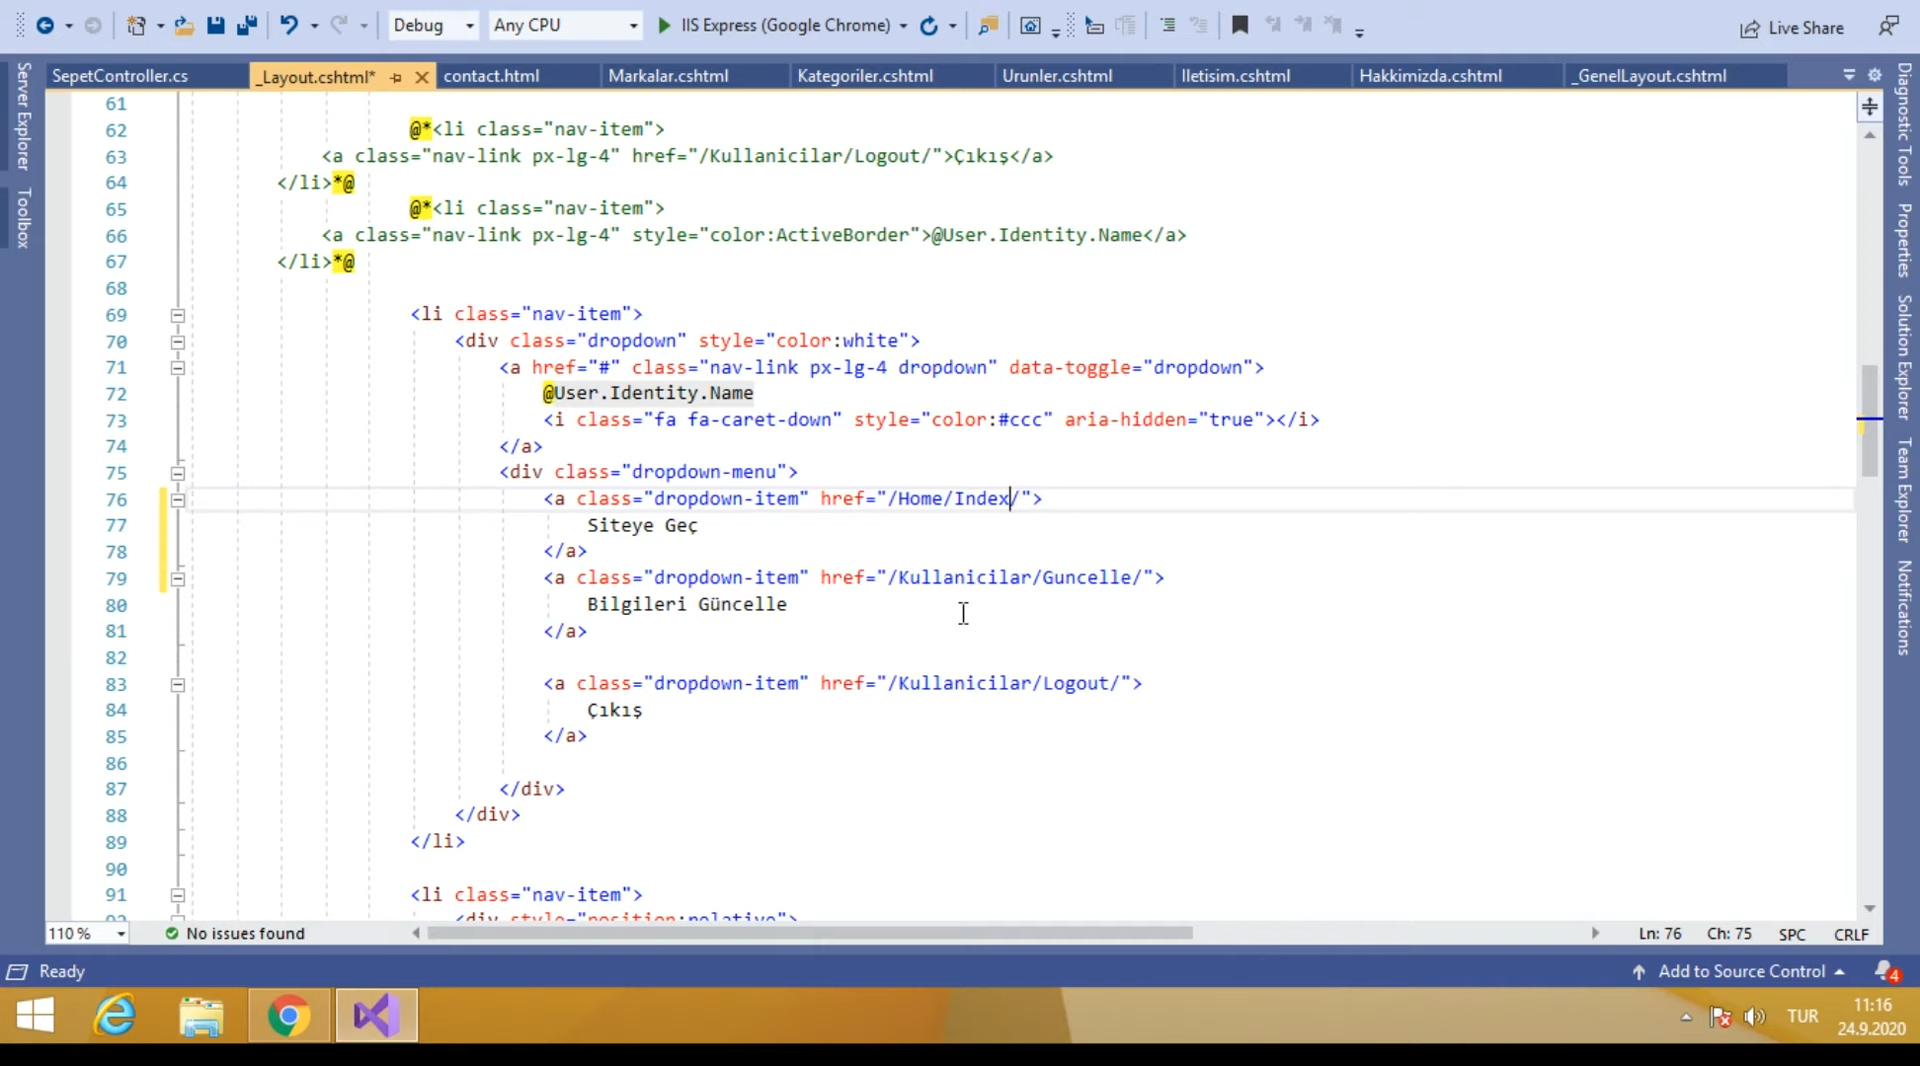 Debug
Any CPU
IIS Express (Google Chrome)
Live Share
SepetController.cs
_Layout.cshtml*
contact.html
Markalar.cshtml
Kategoriler.cshtml
Urunler.cshtml
Iletisim.cshtml
Hakkimizda.cshtml
_GenelLayout.cshtml
Server Explorer
Toolbox
61
62 @*<li class="nav-item">
63 <a class="nav-link px-lg-4" href="/Kullanicilar/Logout/">Çıkış</a>
64 </li>*@
65 @*<li class="nav-item">
66 <a class="nav-link px-lg-4" style="color:ActiveBorder">@User.Identity.Name</a>
67 </li>*@
68
69 <li class="nav-item">
70 <div class="dropdown" style="color:white">
71 <a href="#" class="nav-link px-lg-4 dropdown" data-toggle="dropdown">
72 @User.Identity.Name
73 <i class="fa fa-caret-down" style="color:#ccc" aria-hidden="true"></i>
74 </a>
75 <div class="dropdown-menu">
76 <a class="dropdown-item" href="/Home/Index/">
77 Siteye Geç
78 </a>
79 <a class="dropdown-item" href="/Kullanicilar/Guncelle/">
80 Bilgileri Güncelle
81 </a>
82
83 <a class="dropdown-item" href="/Kullanicilar/Logout/">
84 Çıkış
85 </a>
86
87 </div>
88 </div>
89 </li>
90
91 <li class="nav-item">
92 <div style="position:relative">
Diagnostic Tools
Properties
Solution Explorer
Team Explorer
Notifications
110 %
No issues found
Ln: 76
Ch: 75
SPC
CRLF
Ready
Add to Source Control
4
TUR
11:16
24.9.2020